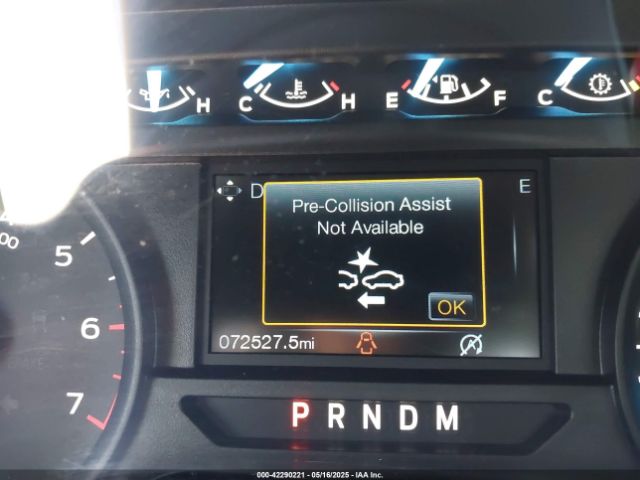 H C H E F C
D E
Pre-Collision Assist
Not Available
OK
5
6
7
072527.5mi
P R N D M
000-42290221 - 05/16/2025 - IAA Inc.